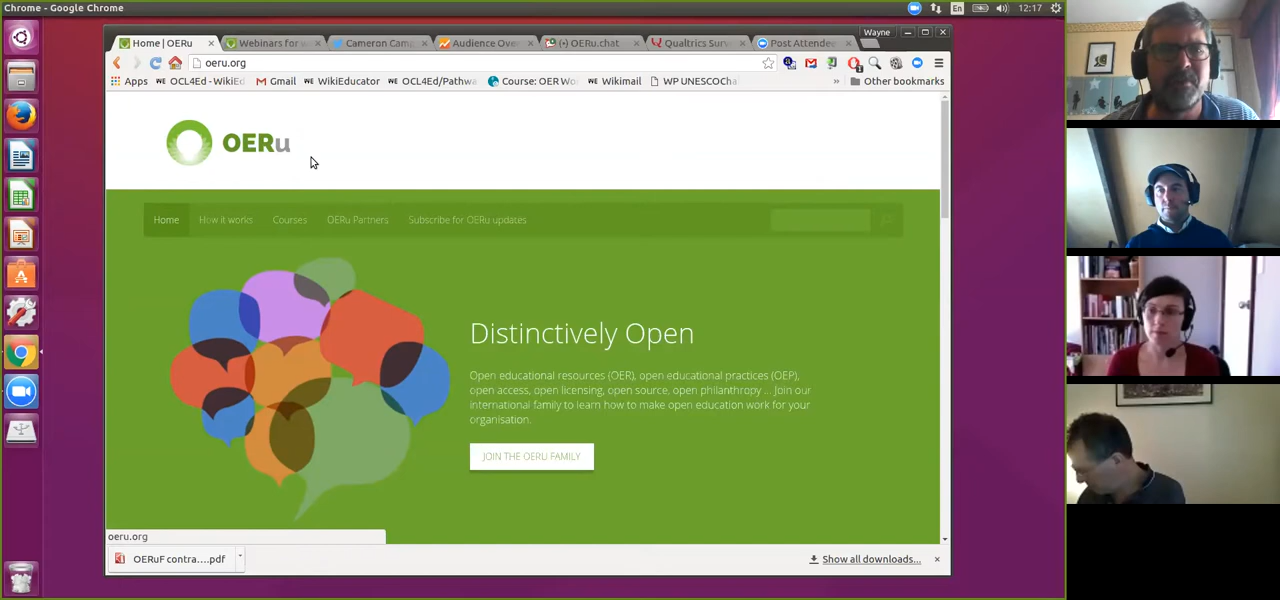 Chrome - Google Chrome
En
12:17
Home | OERu
Webinars for w
Cameron Camp
Audience Over
(•) OERu.chat
Qualtrics Surv
Post Attendee
Wayne
oeru.org
Apps
OCL4Ed - WikiEd
Gmail
WikiEducator
OCL4Ed/Pathwa
Course: OER Wo
Wikimail
WP UNESCOCha
»
Other bookmarks
OERu
Home
How it works
Courses
OERu Partners
Subscribe for OERu updates
Distinctively Open
Open educational resources (OER), open educational practices (OEP),
open access, open licensing, open source, open philanthropy ... Join our
international family to learn how to make open education work for your
organisation.
JOIN THE OERU FAMILY
oeru.org
OERuF contra....pdf
Show all downloads...